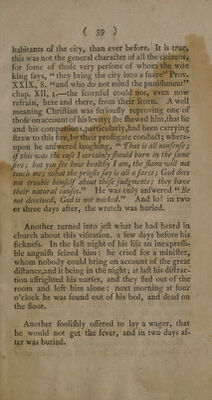 ( 39 )
habitants of the city, than ever before. It is true,
this was not the general character of all the citizens,
for some of those very persons of whom the wise
king says, " they bring the city into a snare" Prov.
XXIX, 8. "and who do not mind the punishment"
chap. XII, 1.—the scornful could not, even now
refrain, here and there, from their scorn. A well
meaning Christian was seriously reproving one of
those on account of his levity; she shewed him, that he
and his companions, particularly, had been carrying
draw to this fire, by their profligate conduct; where-
upon he answered laughing, " That is all nonsense;
if this was the case I certainly should burn in the same
fire; but you see how healthy I am, the flame will not
touch me; what the priests say is all a farce; God does
not trouble himself about these judgements; they have
their natural causes." He was only answered " Be
not deceived, God is not mocked." And lo! in two
or three days after, the wretch was buried.
Another turned into jest what he had heard in
church about this visitation, a few days before his
sickness. In the last night of his life an inexpressi-
ble anguish seized him: he cried for a minister,
whom nobody could bring on account of the great
distance, and it being in the night; at last his distrac-
tion affrighted his nurses, and they fled out of the
room and left him alone: next morning at four
o'clock he was found out of his bed, and dead on
the floor.
Another foolishly offered to lay a wager, that
he would not get the fever, and in two days af-
ter was buried.